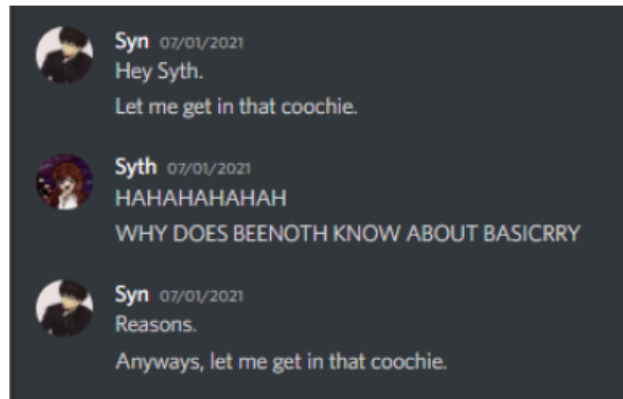 Syn 07/01/2021
Hey Syth.
Let me get in that coochie.
Syth 07/01/2021
HAHAHAHAHAH
WHY DOES BEENOTH KNOW ABOUT BASICRRY
Syn 07/01/2021
Reasons.
Anyways, let me get in that coochie.